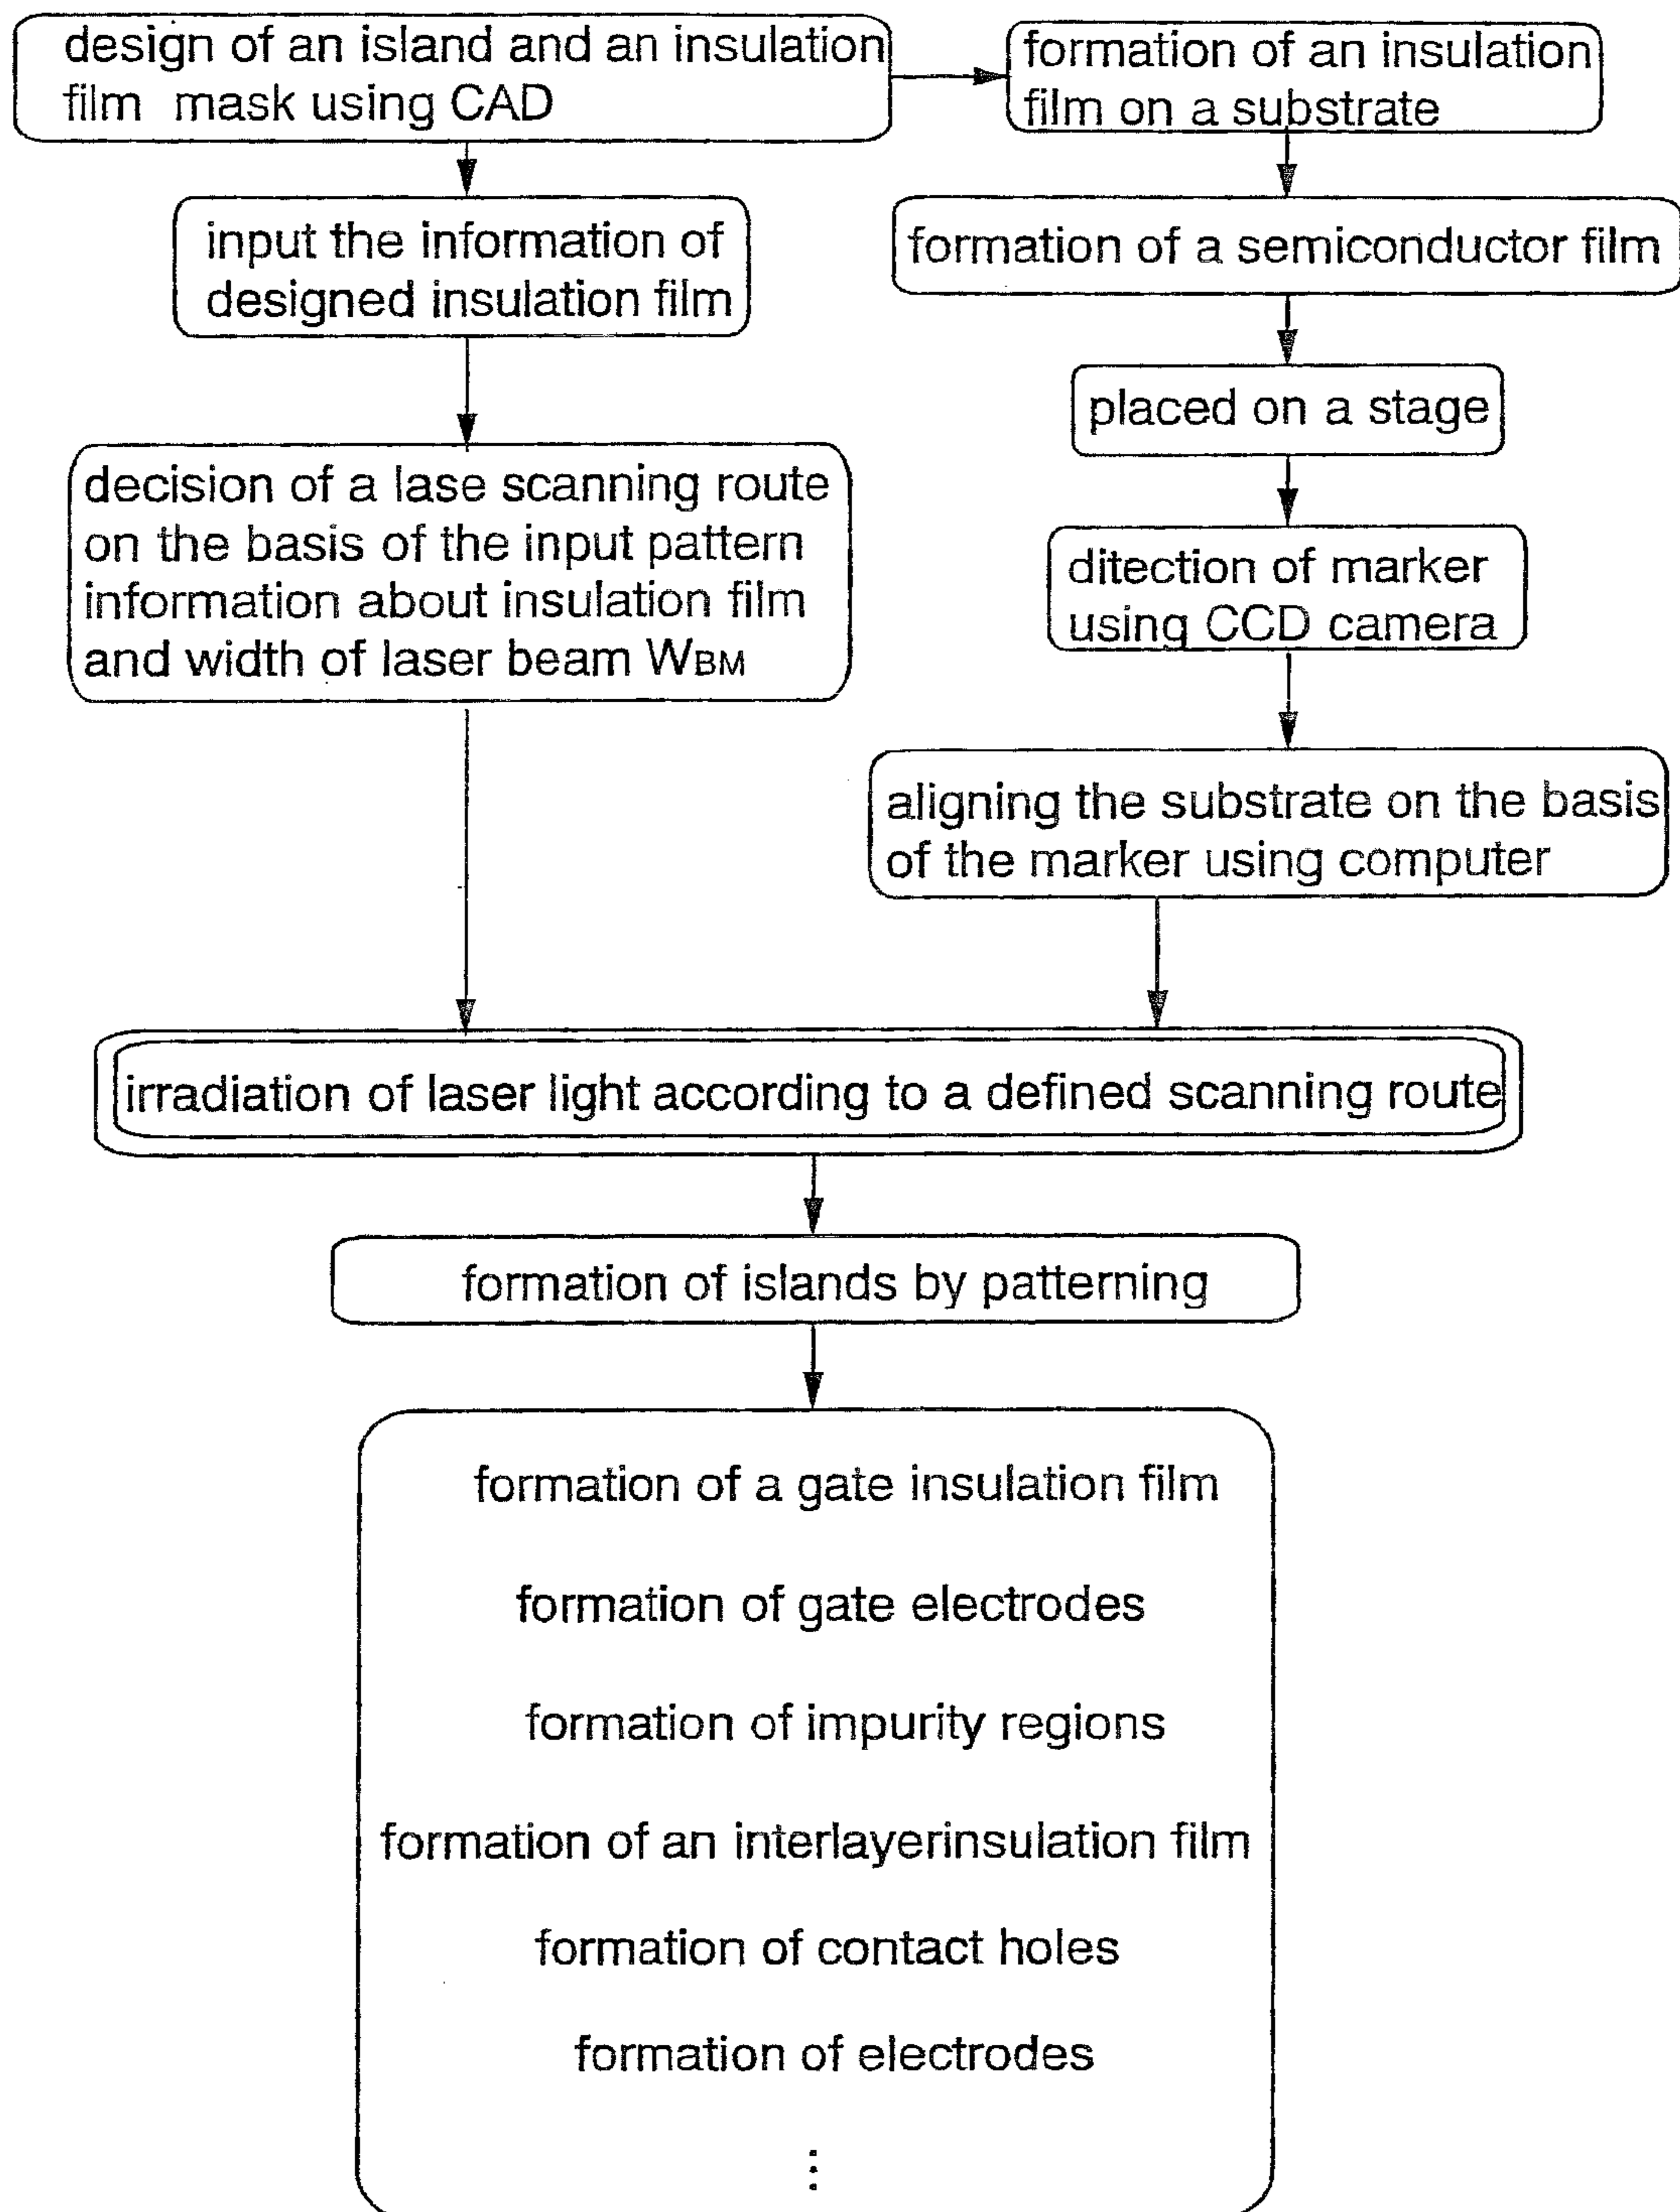 design of an island and an insulation
film mask using CAD
formation of an insulation
film on a substrate
input the information of
designed insulation film
formation of a semiconductor film
placed on a stage
decision of a lase scanning route
on the basis of the input pattern
information about insulation film
and width of laser beam WBM
ditection of marker
using CCD camera
aligning the substrate on the basis
of the marker using computer
irradiation of laser light according to a defined scanning route
formation of islands by patterning
formation of a gate insulation film
formation of gate electrodes
formation of impurity regions
formation of an interlayerinsulation film
formation of contact holes
formation of electrodes
⋮